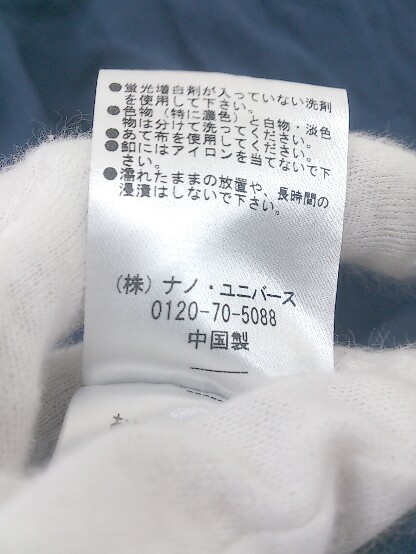 ●蛍光増白剤が入っていない洗剤
を使用して下さい。
●色物（特に濃色）と白物・淡色
物は分けて洗ってください。
●あて布を使用してください。
●釦にはアイロンを当てないで下
さい。
●濡れたままの放置や、長時間の
浸漬はしないで下さい。
（株）ナノ・ユニバース
0120-70-5088
中国製